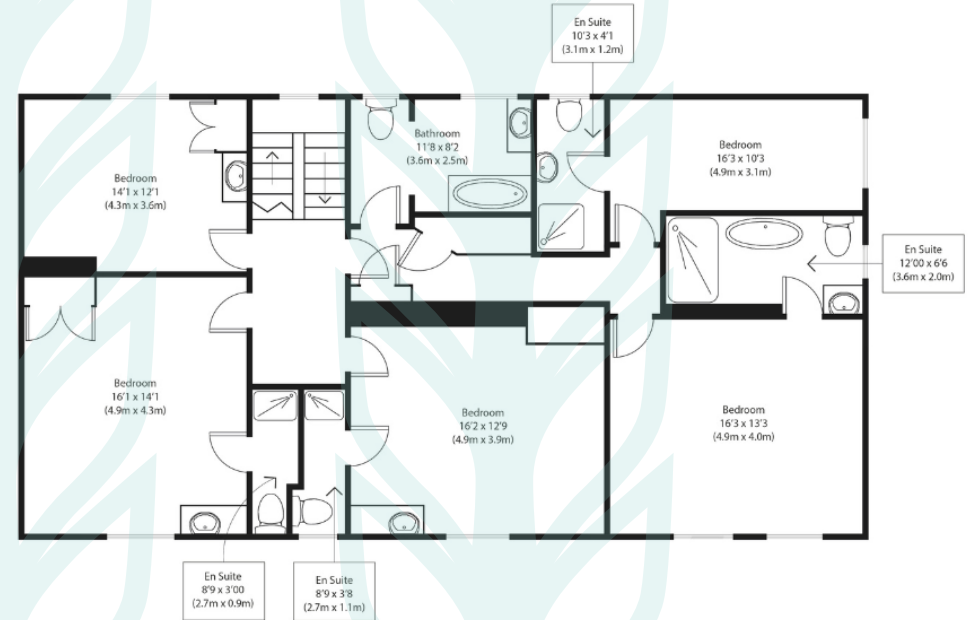 En Suite
10'3 x 4'1
(3.1m x 1.2m)
Bathroom
11'8 x 8'2
(3.6m x 2.5m)
Bedroom
16'3 x 10'3
(4.9m x 3.1m)
Bedroom
14'1 x 12'1
(4.3m x 3.6m)
En Suite
12'00 x 6'6
(3.6m x 2.0m)
Bedroom
16'1 x 14'1
(4.9m x 4.3m)
Bedroom
16'2 x 12'9
(4.9m x 3.9m)
Bedroom
16'3 x 13'3
(4.9m x 4.0m)
En Suite
8'9 x 3'00
(2.7m x 0.9m)
En Suite
8'9 x 3'8
(2.7m x 1.1m)